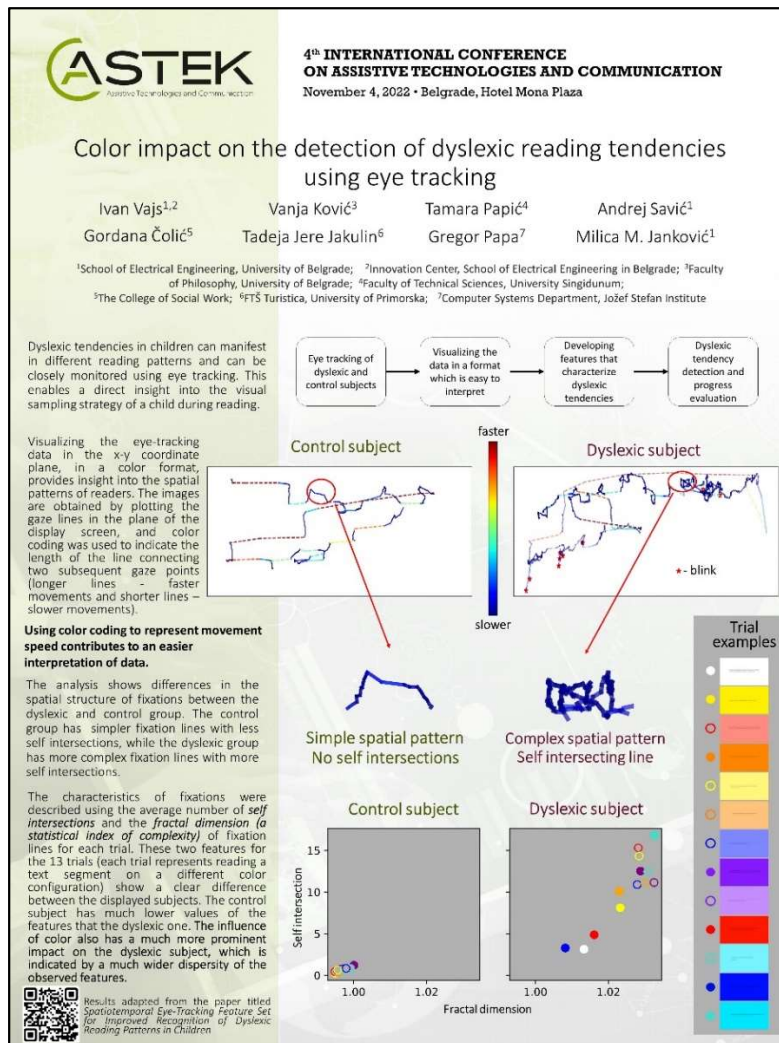 ASTEK
Assistive Technologies and Communication
4th INTERNATIONAL CONFERENCE
ON ASSISTIVE TECHNOLOGIES AND COMMUNICATION
November 4, 2022 • Belgrade, Hotel Mona Plaza
Color impact on the detection of dyslexic reading tendencies
using eye tracking
Ivan Vajs1,2 Vanja Ković3 Tamara Papić4 Andrej Savić1
Gordana Čolić5 Tadeja Jere Jakulin6 Gregor Papa7 Milica M. Janković1
1School of Electrical Engineering, University of Belgrade; 2Innovation Center, School of Electrical Engineering in Belgrade; 3Faculty
of Philosophy, University of Belgrade; 4Faculty of Technical Sciences, University Singidunum;
5The College of Social Work; 6FTŠ Turistica, University of Primorska; 7Computer Systems Department, Jožef Stefan Institute
Dyslexic tendencies in children can manifest
in different reading patterns and can be
closely monitored using eye tracking. This
enables a direct insight into the visual
sampling strategy of a child during reading.
Eye tracking of
dyslexic and
control subjects
Visualizing the
data in a format
which is easy to
interpret
Developing
features that
characterize
dyslexic
tendencies
Dyslexic
tendency
detection and
progress
evaluation
Visualizing the eye-tracking
data in the x-y coordinate
plane, in a color format,
provides insight into the spatial
patterns of readers. The images
are obtained by plotting the
gaze lines in the plane of the
display screen, and color
coding was used to indicate the
length of the line connecting
two subsequent gaze points
(longer lines - faster
movements and shorter lines –
slower movements).
Control subject
faster
slower
Dyslexic subject
* - blink
Using color coding to represent movement
speed contributes to an easier
interpretation of data.
The analysis shows differences in the
spatial structure of fixations between the
dyslexic and control group. The control
group has simpler fixation lines with less
self intersections, while the dyslexic group
has more complex fixation lines with more
self intersections.
Simple spatial pattern
No self intersections
Complex spatial pattern
Self intersecting line
Trial
examples
The characteristics of fixations were
described using the average number of self
intersections and the fractal dimension (a
statistical index of complexity) of fixation
lines for each trial. These two features for
the 13 trials (each trial represents reading a
text segment on a different color
configuration) show a clear difference
between the displayed subjects. The control
subject has much lower values of the
features that the dyslexic one. The influence
of color also has a much more prominent
impact on the dyslexic subject, which is
indicated by a much wider dispersity of the
observed features.
Control subject
Dyslexic subject
Self intersection
15
10
5
0
1.00 1.02
1.00 1.02
Fractal dimension
Results adapted from the paper titled
Spatiotemporal Eye-Tracking Feature Set
for Improved Recognition of Dyslexic
Reading Patterns in Children